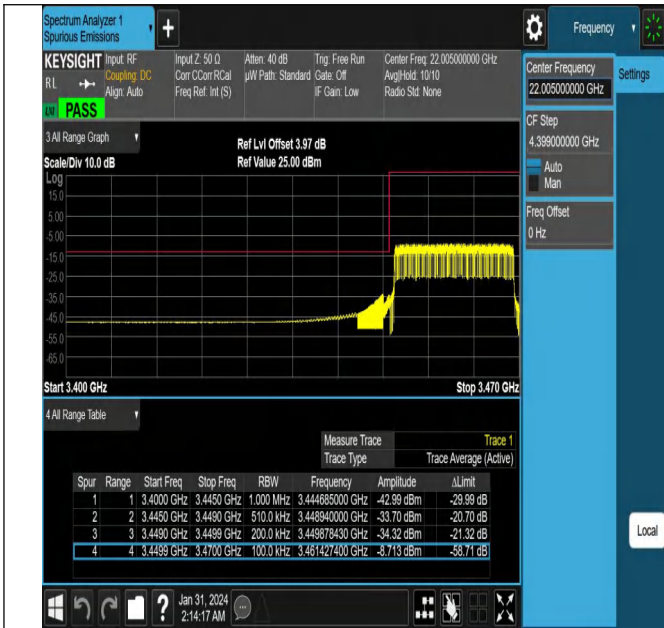 Spectrum Analyzer 1
Spurious Emissions
+
Frequency
KEYSIGHT
RL
Input: RF
Coupling: DC
Align: Auto
Input Z: 50 Ω
Corr CCorr RCal
Freq Ref: Int (S)
Atten: 40 dB
µW Path: Standard
Trig: Free Run
Gate: Off
IF Gain: Low
Center Freq: 22.005000000 GHz
Avg|Hold: 10/10
Radio Std: None
PASS
Center Frequency
22.005000000 GHz
Settings
CF Step
4.399000000 GHz
Auto
Man
Freq Offset
0 Hz
3 All Range Graph
Scale/Div 10.0 dB
Ref Lvl Offset 3.97 dB
Ref Value 25.00 dBm
Log
15.0
5.00
-5.00
-15.0
-25.0
-35.0
-45.0
-55.0
-65.0
Start 3.400 GHz
Stop 3.470 GHz
4 All Range Table
Measure Trace Trace 1
Trace Type Trace Average (Active)
Spur Range Start Freq Stop Freq RBW Frequency Amplitude ΔLimit
1 1 3.4000 GHz 3.4450 GHz 1.000 MHz 3.444685000 GHz -42.99 dBm -29.99 dB
2 2 3.4450 GHz 3.4490 GHz 510.0 kHz 3.448940000 GHz -33.70 dBm -20.70 dB
3 3 3.4490 GHz 3.4499 GHz 200.0 kHz 3.449878430 GHz -34.32 dBm -21.32 dB
4 4 3.4499 GHz 3.4700 GHz 100.0 kHz 3.461427400 GHz -8.713 dBm -58.71 dB
Local
?
Jan 31, 2024
2:14:17 AM